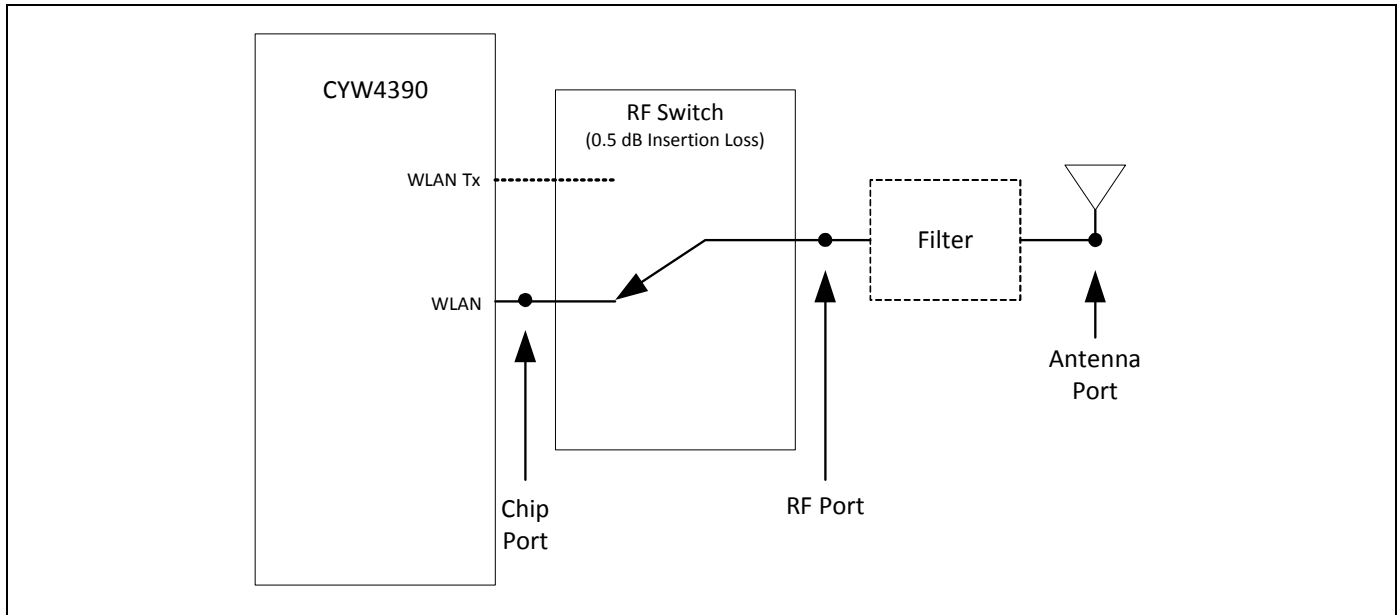 CYW4390
RF Switch
(0.5 dB Insertion Loss)
WLAN Tx
Filter
WLAN
Antenna
Port
Chip
Port
RF Port